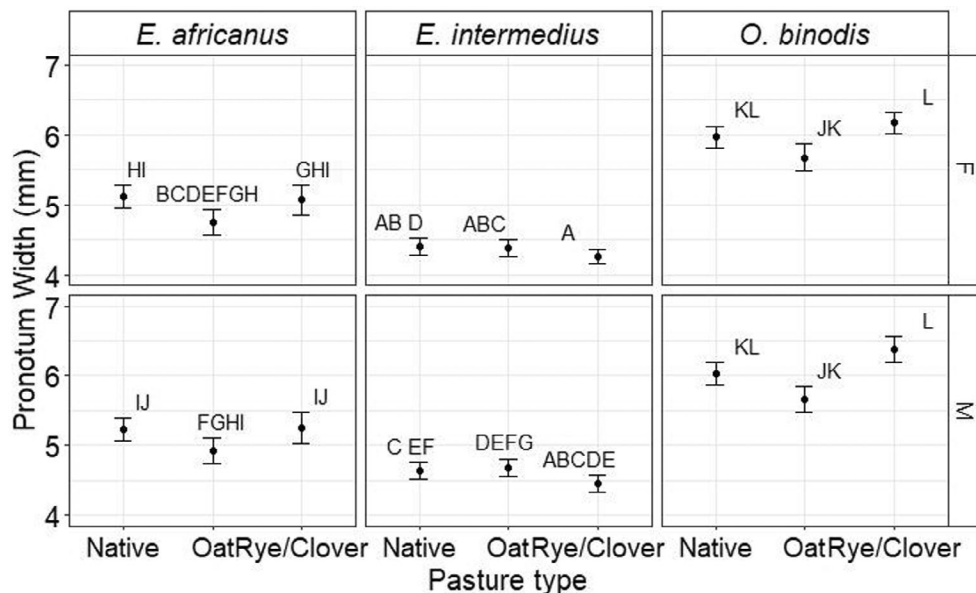 E. africanus E. intermedius O. binodis
Pronotum Width (mm)
7
6
5
4
HI
BCDEFGH
GHI
AB D
ABC
A
KL
JK
L
F
7
6
5
4
IJ
FGHI
IJ
C EF
DEFG
ABCDE
KL
JK
L
M
Native OatRye/Clover Native OatRye/Clover Native OatRye/Clover
Pasture type